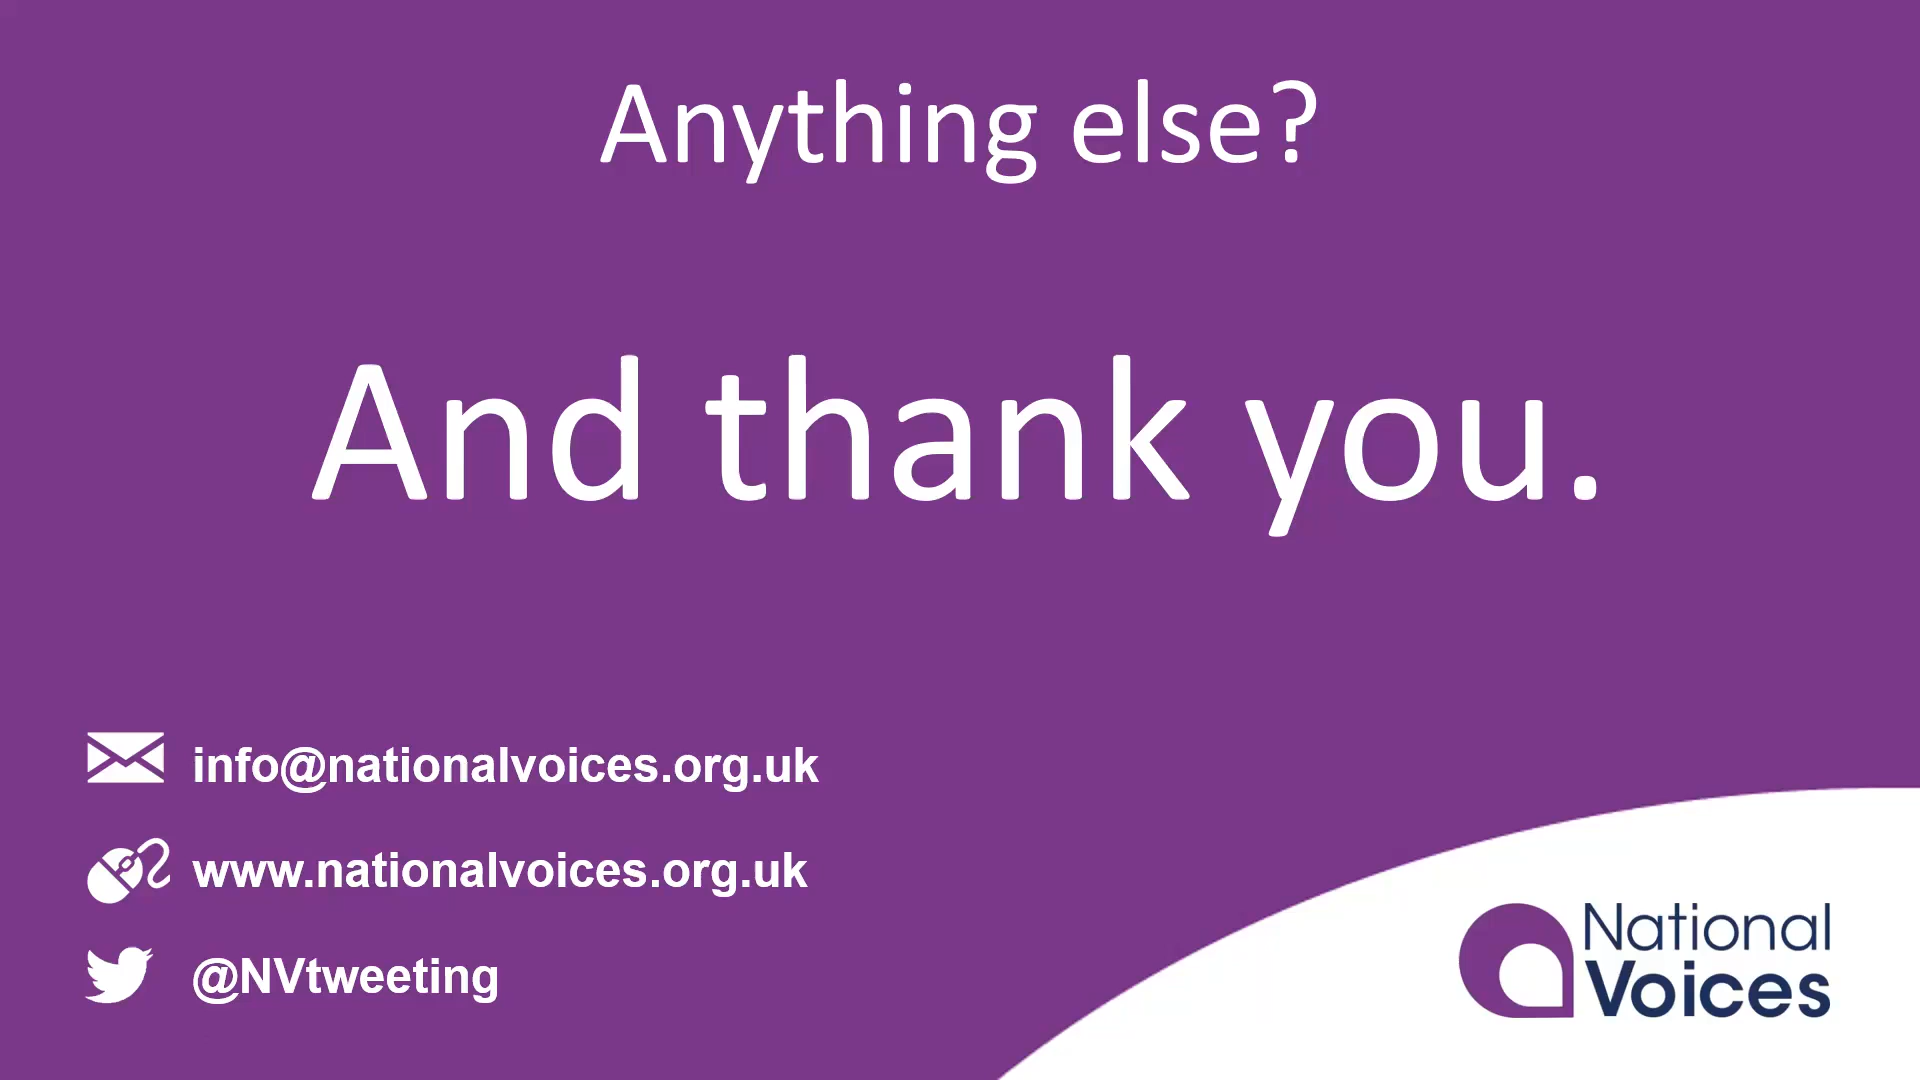 Anything else?
And thank you.
info@nationalvoices.org.uk
www.nationalvoices.org.uk
@NVtweeting
National
Voices